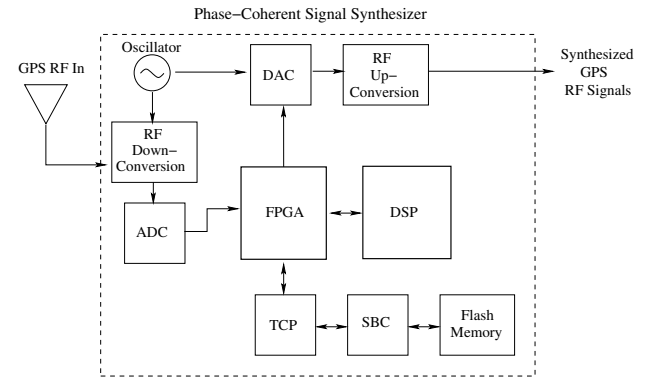 Phase−Coherent Signal Synthesizer
Oscillator
GPS RF In
DAC
RF
Up−
Conversion
Synthesized
GPS
RF Signals
RF
Down−
Conversion
ADC
FPGA
DSP
TCP
SBC
Flash
Memory